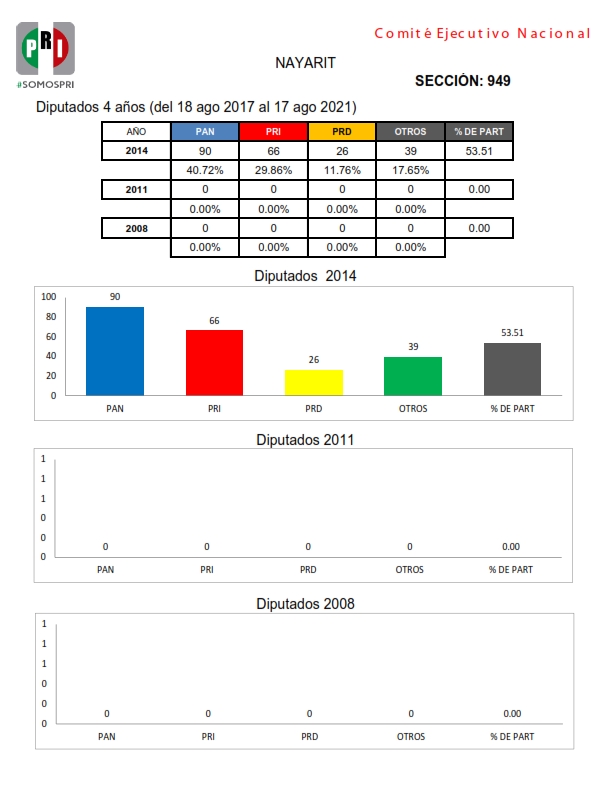 PRI
#SOMOSPRI
Comité Ejecutivo Nacional
NAYARIT
SECCIÓN: 949
Diputados 4 años (del 18 ago 2017 al 17 ago 2021)
AÑO PAN PRI PRD OTROS % DE PART
2014 90 66 26 39 53.51
40.72% 29.86% 11.76% 17.65%
2011 0 0 0 0 0.00
0.00% 0.00% 0.00% 0.00%
2008 0 0 0 0 0.00
0.00% 0.00% 0.00% 0.00%
Diputados 2014
100
80
60
40
20
0
90 66 26 39 53.51
PAN PRI PRD OTROS % DE PART
Diputados 2011
1
1
1
0
0
0
0 0 0 0 0.00
PAN PRI PRD OTROS % DE PART
Diputados 2008
1
1
1
0
0
0
0 0 0 0 0.00
PAN PRI PRD OTROS % DE PART